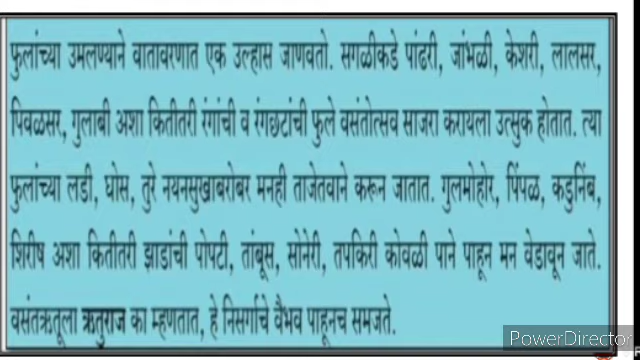 फुलांच्या उमलण्याने वातावरणात एक उल्हास जाणवतो. सगळीकडे पांढरी, जांभळी, केशरी, लालसर,
पिवळसर, गुलाबी अशा कितीतरी रंगांची व रंगछटांची फुले वसंतोत्सव साजरा करायला उत्सुक होतात. त्या
फुलांच्या लडी, घोस, तुरे नयनसुखाबरोबर मनही ताजेतवाने करून जातात. गुलमोहोर, पिंपळ, कडुनिंब,
शिरीष अशा कितीतरी झाडांची पोपटी, तांबूस, सोनेरी, तपकिरी कोवळी पाने पाहून मन वेडावून जाते.
वसंतऋतूला ऋतुराज का म्हणतात, हे निसर्गाचे वैभव पाहूनच समजते.
PowerDirector